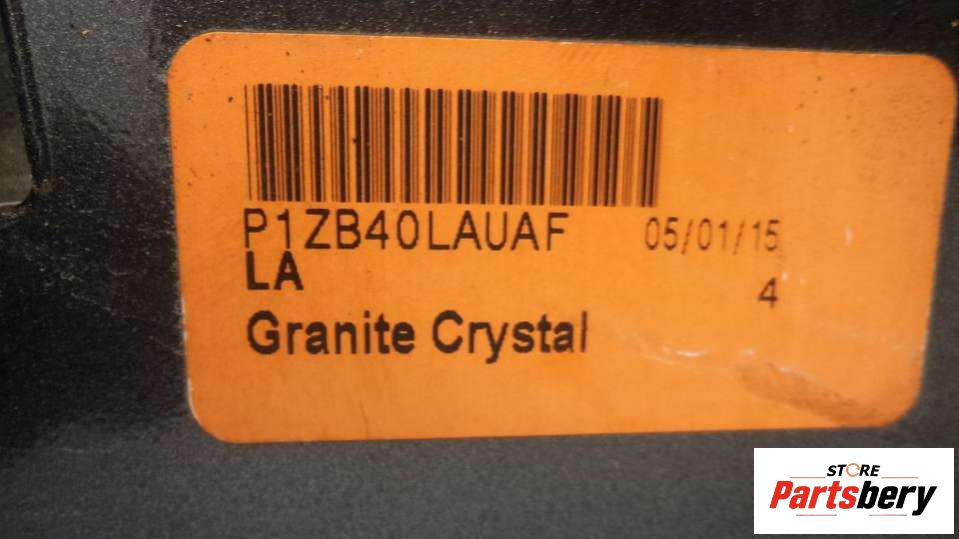 P1ZB40LAUAF 05/01/15
LA 4
Granite Crystal
STORE
Partsbery